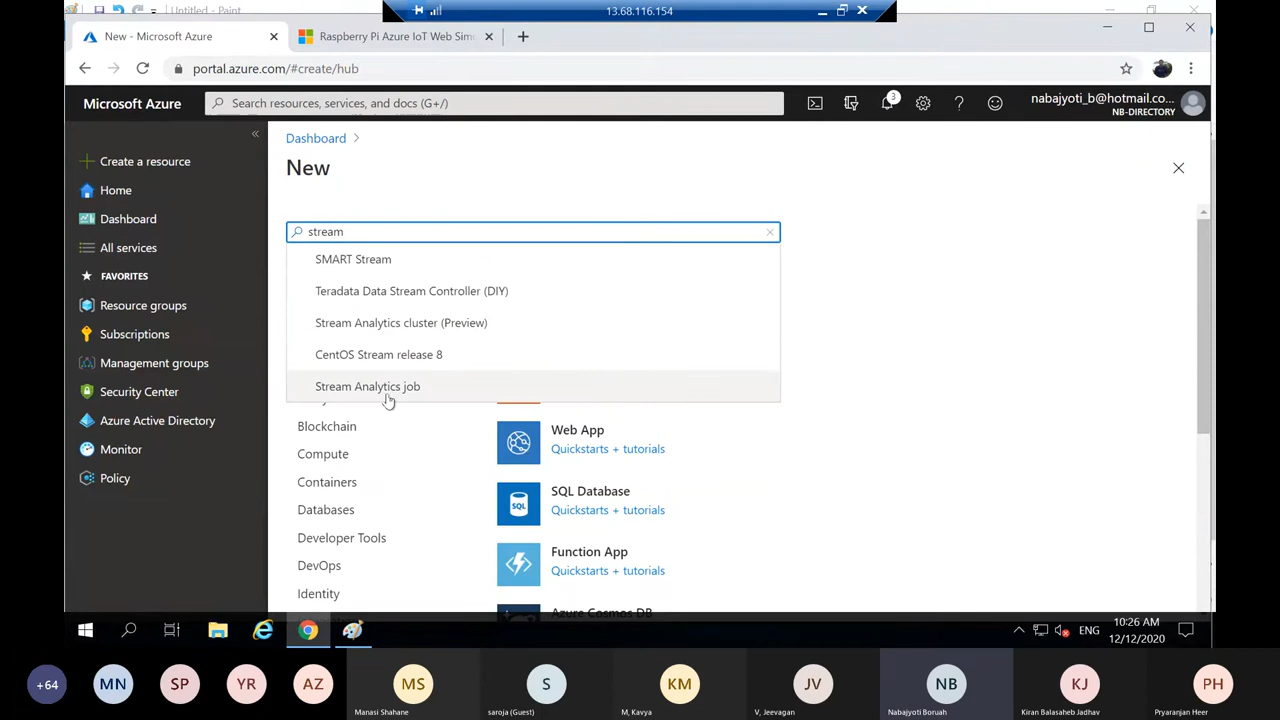 Untitled - Paint
13.68.116.154
New - Microsoft Azure
Raspberry Pi Azure IoT Web Simu
portal.azure.com/#create/hub
Microsoft Azure
Search resources, services, and docs (G+/)
3
nabajyoti_b@hotmail.co...
NB-DIRECTORY
Create a resource
Home
Dashboard
All services
FAVORITES
Resource groups
Subscriptions
Management groups
Security Center
Azure Active Directory
Monitor
Policy
Dashboard
New
stream
SMART Stream
Teradata Data Stream Controller (DIY)
Stream Analytics cluster (Preview)
CentOS Stream release 8
Stream Analytics job
Blockchain
Compute
Containers
Databases
Developer Tools
DevOps
Identity
Web App
Quickstarts + tutorials
SQL
SQL Database
Quickstarts + tutorials
Function App
Quickstarts + tutorials
Azure Cosmos DB
ENG
10:26 AM
12/12/2020
+64
MN
SP
YR
AZ
MS
Manasi Shahane
S
saroja (Guest)
KM
M, Kavya
JV
V, Jeevagan
NB
Nabajyoti Boruah
KJ
Kiran Balasaheb Jadhav
PH
Pryaranjan Heer